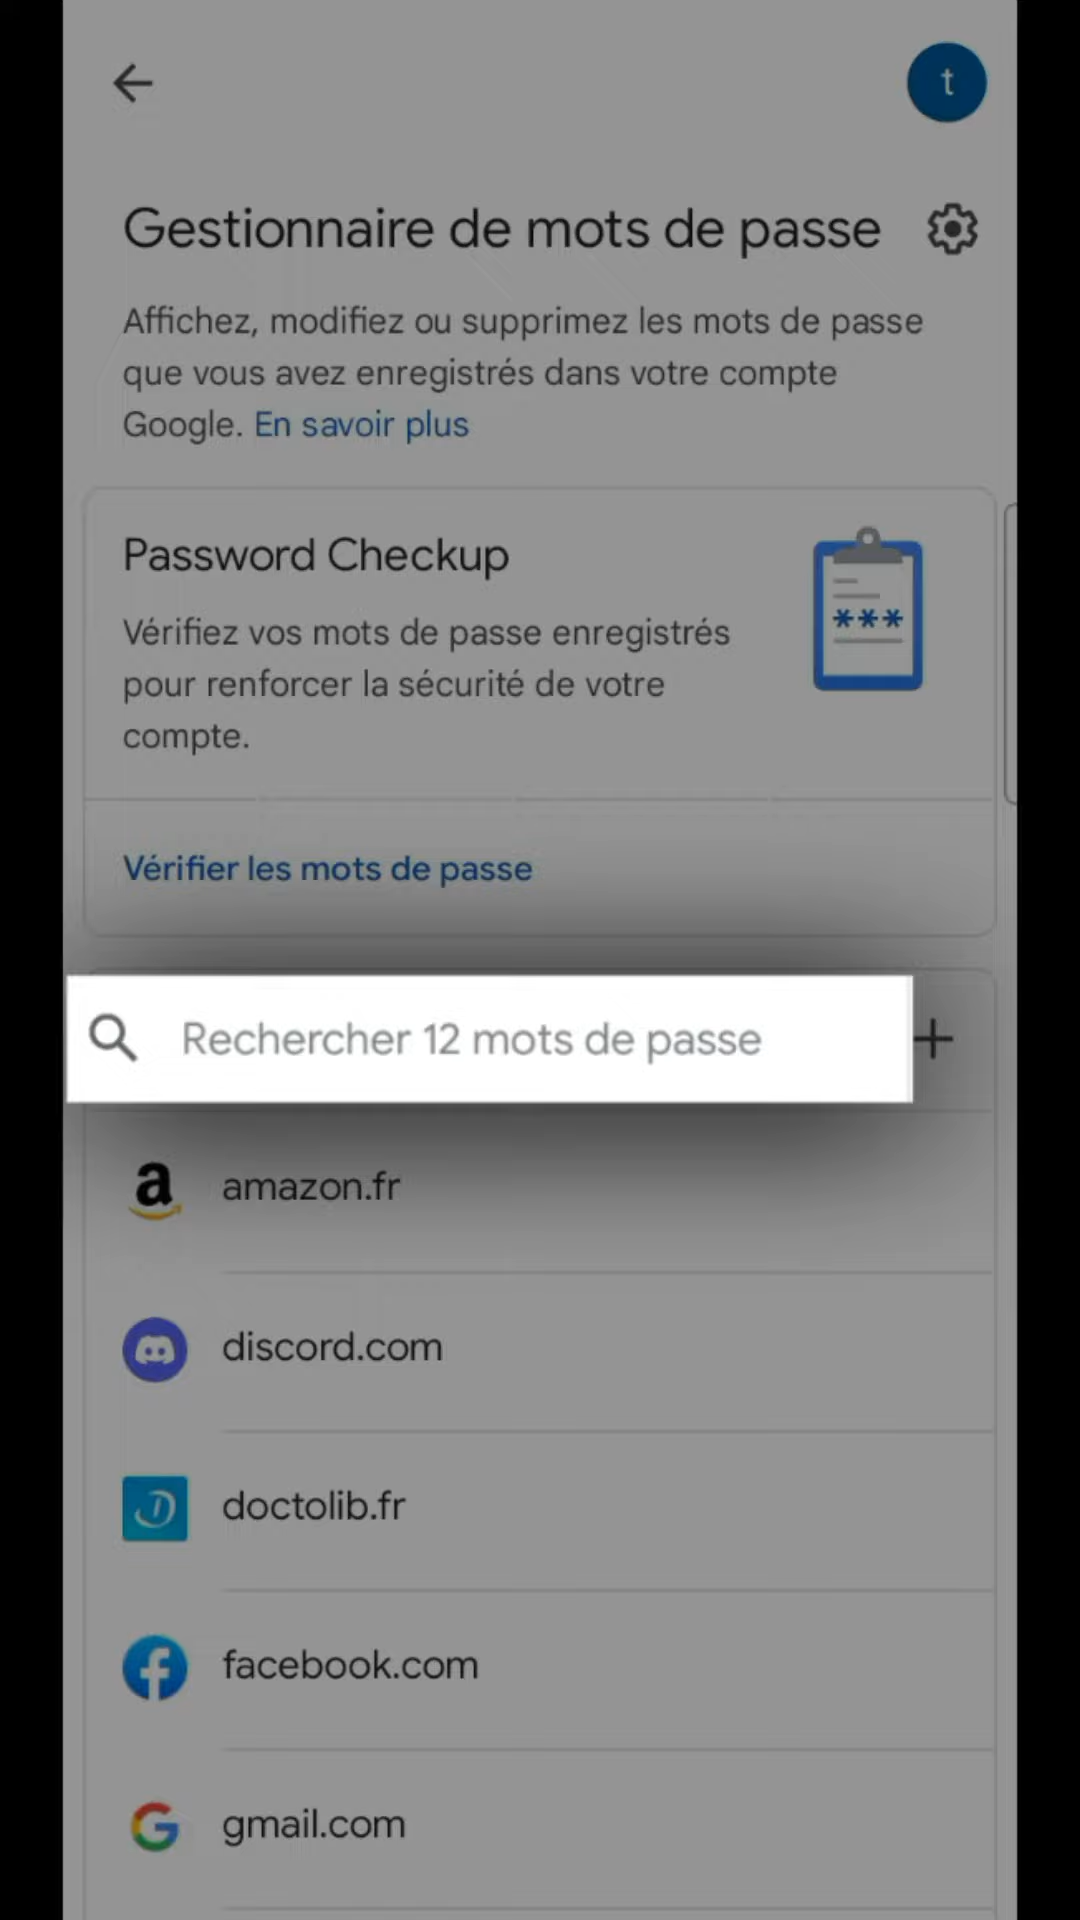 t
Gestionnaire de mots de passe
Affichez, modifiez ou supprimez les mots de passe
que vous avez enregistrés dans votre compte
Google. En savoir plus
Password Checkup
Vérifiez vos mots de passe enregistrés
pour renforcer la sécurité de votre
compte.
***
Vérifier les mots de passe
Rechercher 12 mots de passe
amazon.fr
discord.com
doctolib.fr
facebook.com
gmail.com